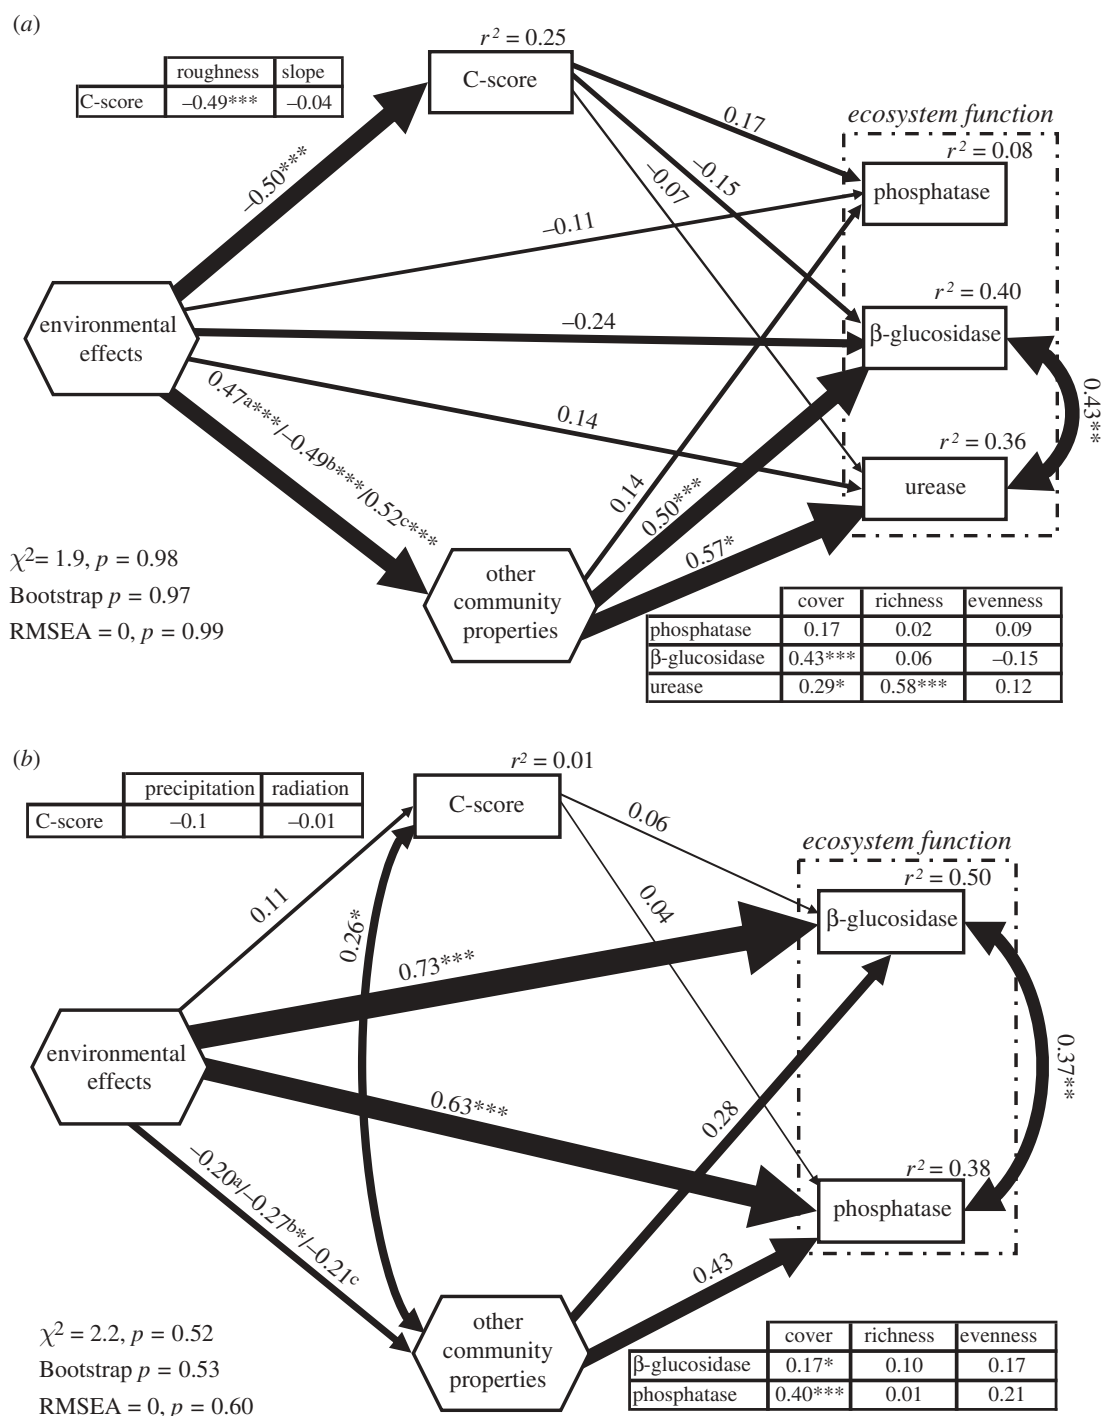 (a)
r² = 0.25
roughness slope
C-score –0.49*** –0.04
C-score
ecosystem function
r² = 0.08
phosphatase
0.17
–0.15
–0.07
–0.50***
–0.11
environmental
effects
–0.24
r² = 0.40
β-glucosidase
0.43**
0.47ᵃ***/–0.49ᵇ***/0.52ᶜ***
0.14
r² = 0.36
urease
0.14
0.50***
0.57*
other
community
properties
χ²= 1.9, p = 0.98
Bootstrap p = 0.97
RMSEA = 0, p = 0.99
cover richness evenness
phosphatase 0.17 0.02 0.09
β-glucosidase 0.43*** 0.06 –0.15
urease 0.29* 0.58*** 0.12
(b)
r² = 0.01
precipitation radiation
C-score –0.1 –0.01
C-score
0.06
0.04
ecosystem function
r² = 0.50
β-glucosidase
0.11
0.26*
0.73***
environmental
effects
0.63***
0.28
0.37**
r² = 0.38
phosphatase
–0.20ᵃ/–0.27ᵇ*/–0.21ᶜ
0.43
other
community
properties
χ² = 2.2, p = 0.52
Bootstrap p = 0.53
RMSEA = 0, p = 0.60
cover richness evenness
β-glucosidase 0.17* 0.10 0.17
phosphatase 0.40*** 0.01 0.21